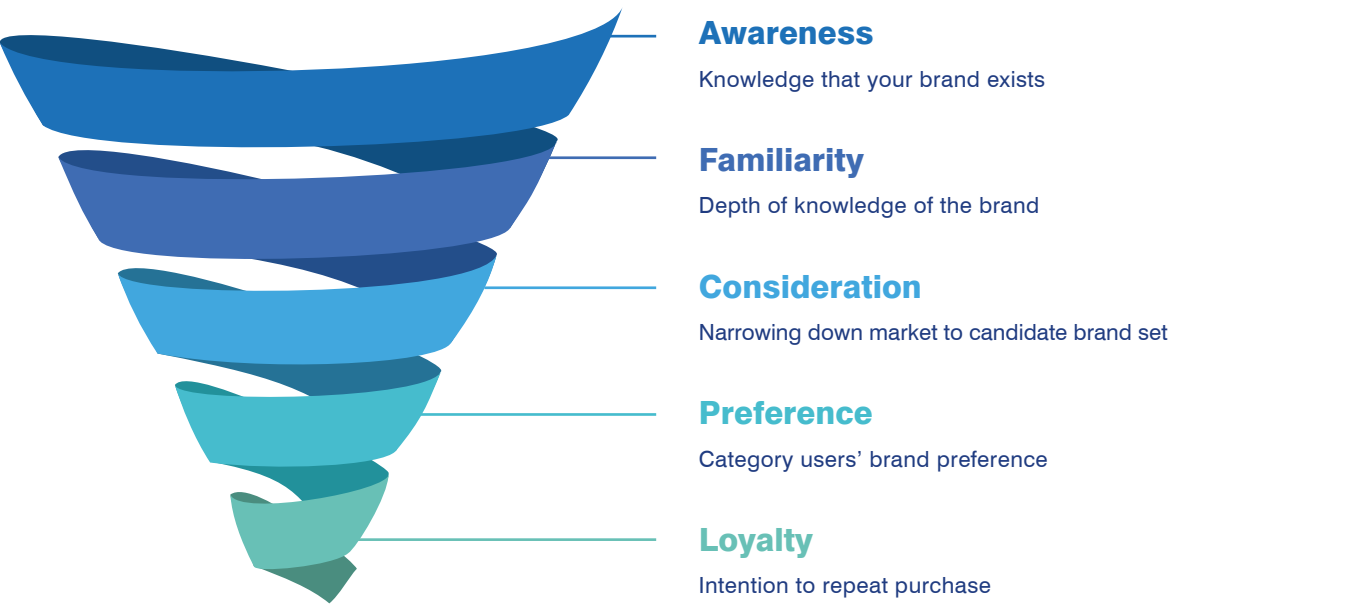 Awareness
Knowledge that your brand exists
Familiarity
Depth of knowledge of the brand
Consideration
Narrowing down market to candidate brand set
Preference
Category users’ brand preference
Loyalty
Intention to repeat purchase